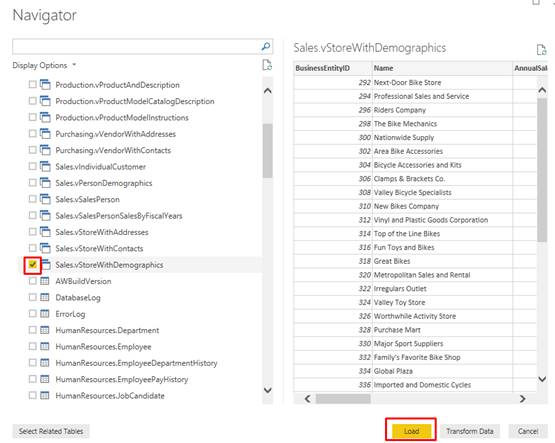 Navigator
Display Options
Production.vProductAndDescription
Production.vProductModelCatalogDescription
Production.vProductModelInstructions
Purchasing.vVendorWithAddresses
Purchasing.vVendorWithContacts
Sales.vIndividualCustomer
Sales.vPersonDemographics
Sales.vSalesPerson
Sales.vSalesPersonSalesByFiscalYears
Sales.vStoreWithAddresses
Sales.vStoreWithContacts
Sales.vStoreWithDemographics
AWBuildVersion
DatabaseLog
ErrorLog
HumanResources.Department
HumanResources.Employee
HumanResources.EmployeeDepartmentHistory
HumanResources.EmployeePayHistory
HumanResources.JobCandidate
Sales.vStoreWithDemographics
BusinessEntityID Name AnnualSal
292 Next-Door Bike Store
294 Professional Sales and Service
296 Riders Company
298 The Bike Mechanics
300 Nationwide Supply
302 Area Bike Accessories
304 Bicycle Accessories and Kits
306 Clamps & Brackets Co.
308 Valley Bicycle Specialists
310 New Bikes Company
312 Vinyl and Plastic Goods Corporation
314 Top of the Line Bikes
316 Fun Toys and Bikes
318 Great Bikes
320 Metropolitan Sales and Rental
322 Irregulars Outlet
324 Valley Toy Store
326 Worthwhile Activity Store
328 Purchase Mart
330 Major Sport Suppliers
332 Family's Favorite Bike Shop
334 Global Plaza
336 Imported and Domestic Cycles
Select Related Tables
Load
Transform Data
Cancel